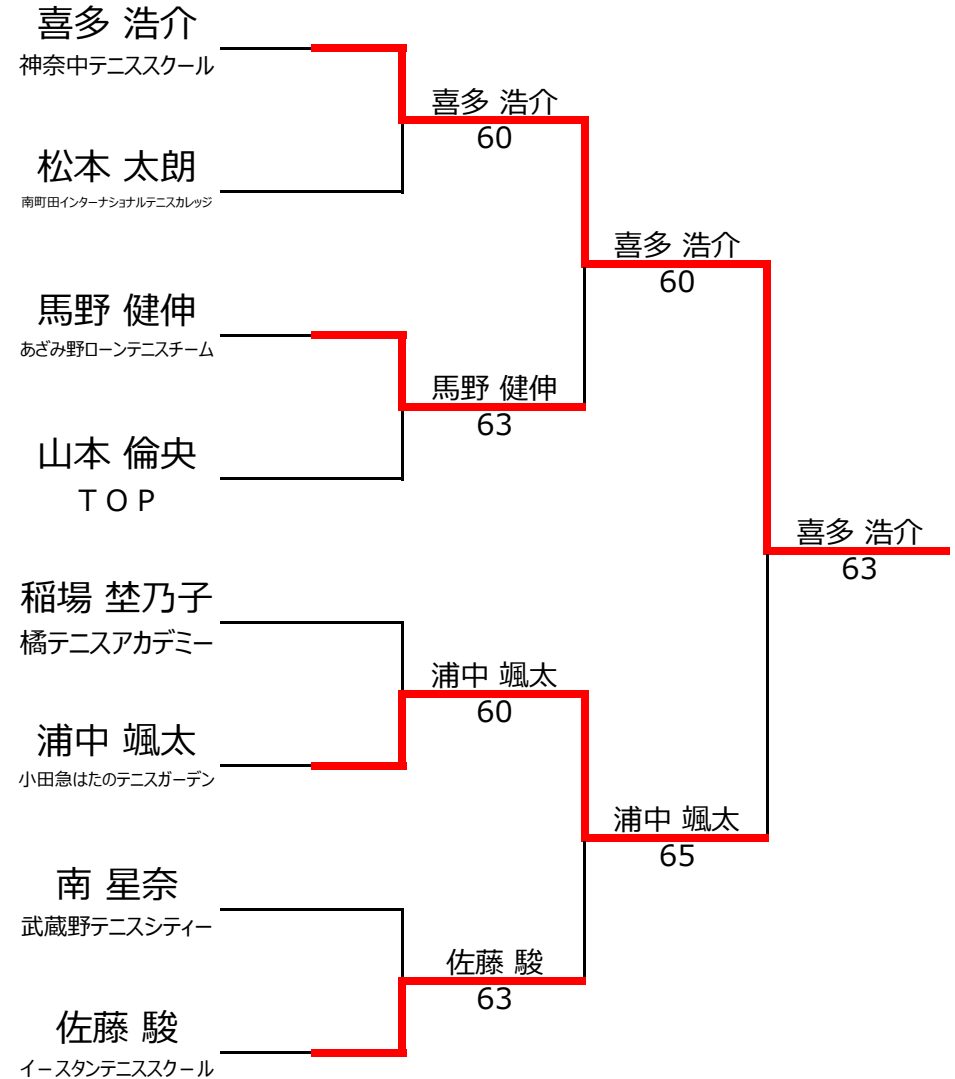 喜多 浩介
神奈中テニススクール
喜多 浩介
60
松本 太朗
南町田インターナショナルテニスカレッジ
喜多 浩介
60
馬野 健伸
あざみ野ローンテニスチーム
馬野 健伸
63
山本 倫央
ＴＯＰ
喜多 浩介
63
稲場 埜乃子
橘テニスアカデミー
浦中 颯太
60
浦中 颯太
小田急はたのテニスガーデン
浦中 颯太
65
南 星奈
武蔵野テニスシティー
佐藤 駿
63
佐藤 駿
イースタンテニススクール